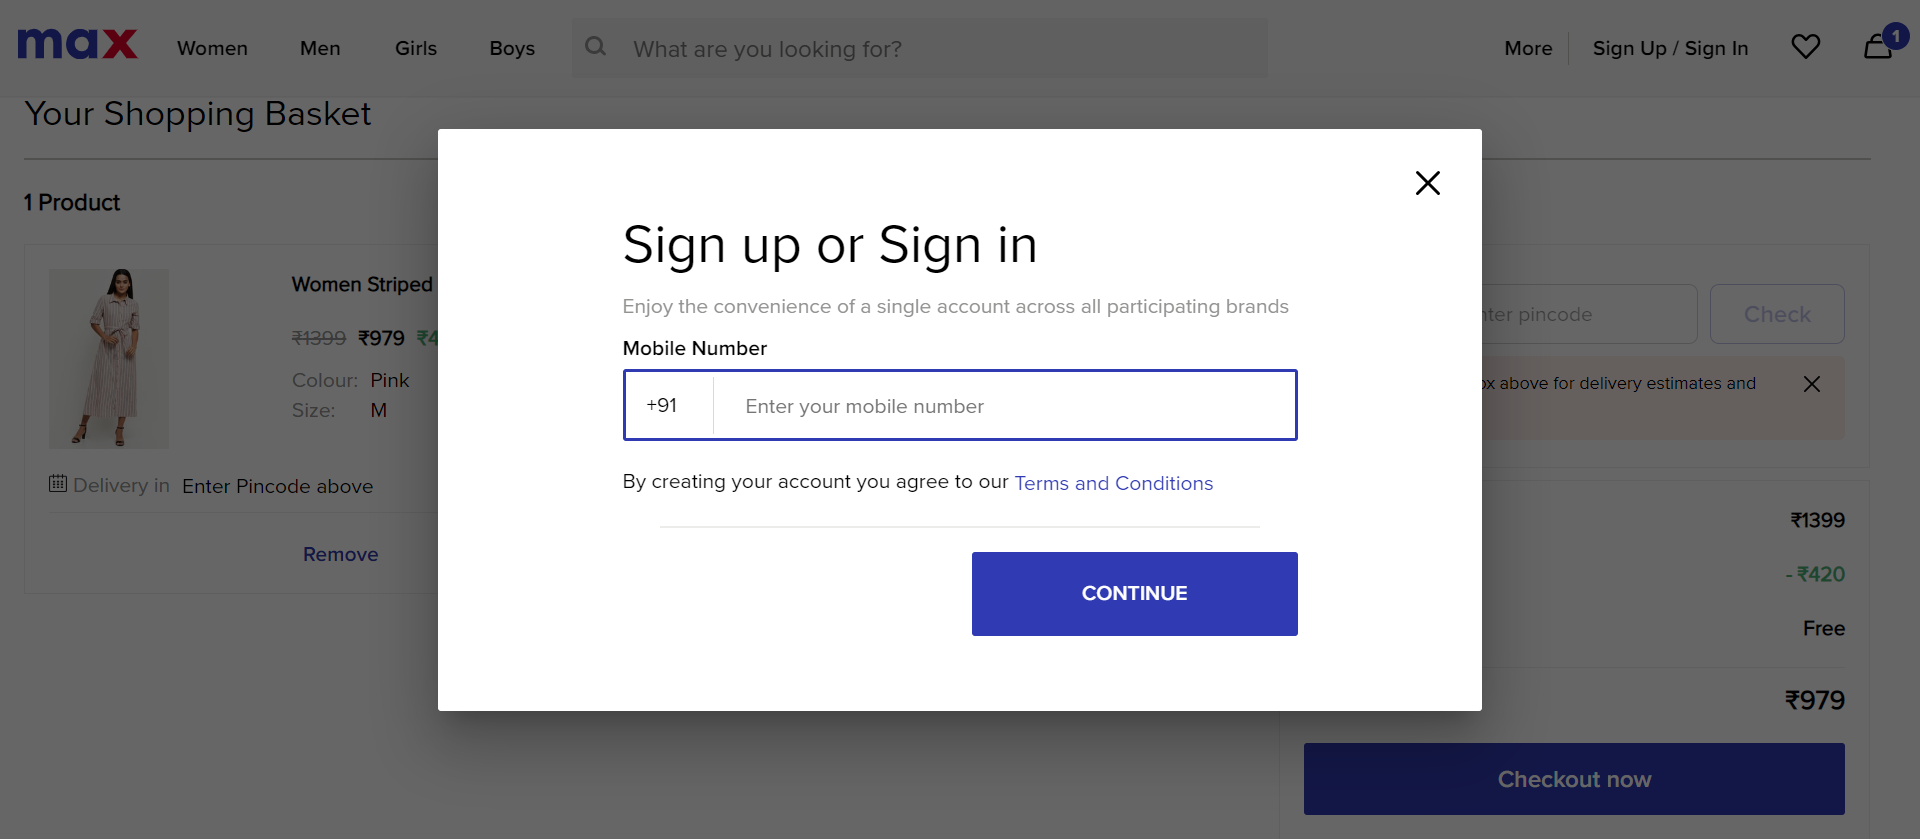 max
Women
Men
Girls
Boys
What are you looking for?
More
Sign Up / Sign In
1
Your Shopping Basket
1 Product
Women Striped
₹1399 ₹979 ₹4
Colour: Pink
Size: M
Delivery in Enter Pincode above
Remove
Sign up or Sign in
Enjoy the convenience of a single account across all participating brands
Mobile Number
+91
Enter your mobile number
By creating your account you agree to our Terms and Conditions
CONTINUE
pincode
Check
above for delivery estimates and
₹1399
- ₹420
Free
₹979
Checkout now